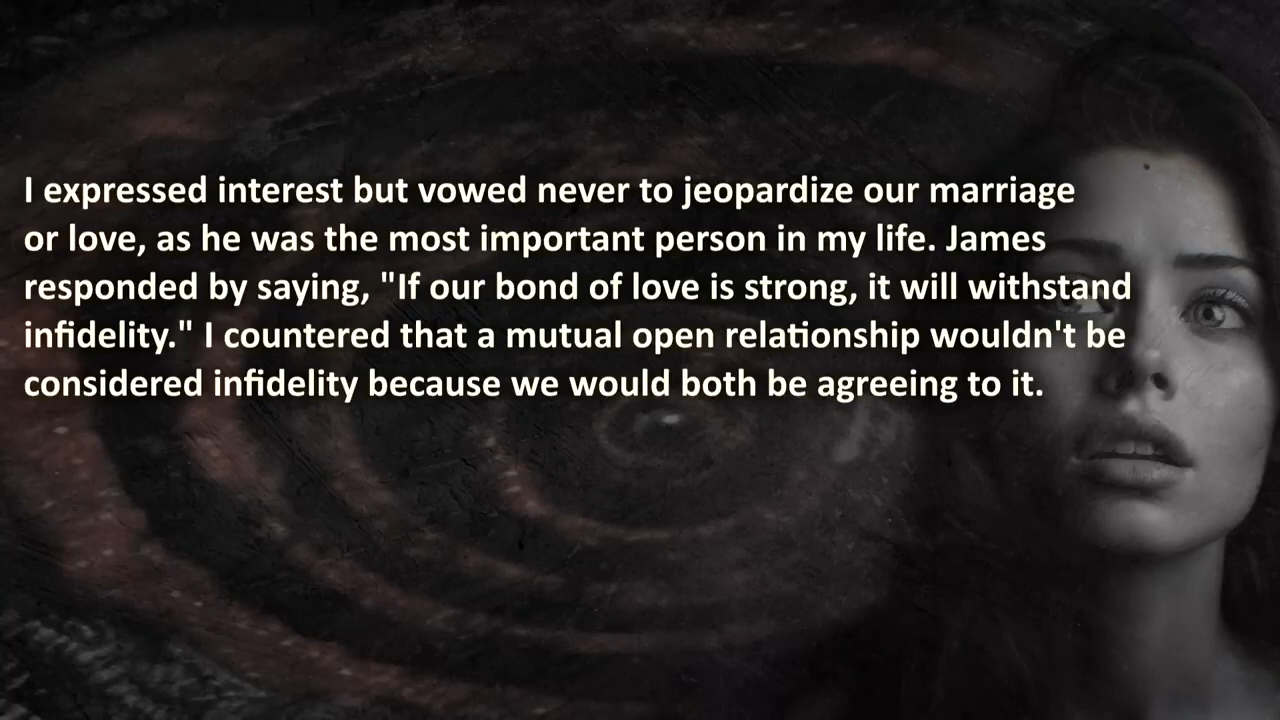 I expressed interest but vowed never to jeopardize our marriage
or love, as he was the most important person in my life. James
responded by saying, "If our bond of love is strong, it will withstand
infidelity." I countered that a mutual open relationship wouldn't be
considered infidelity because we would both be agreeing to it.